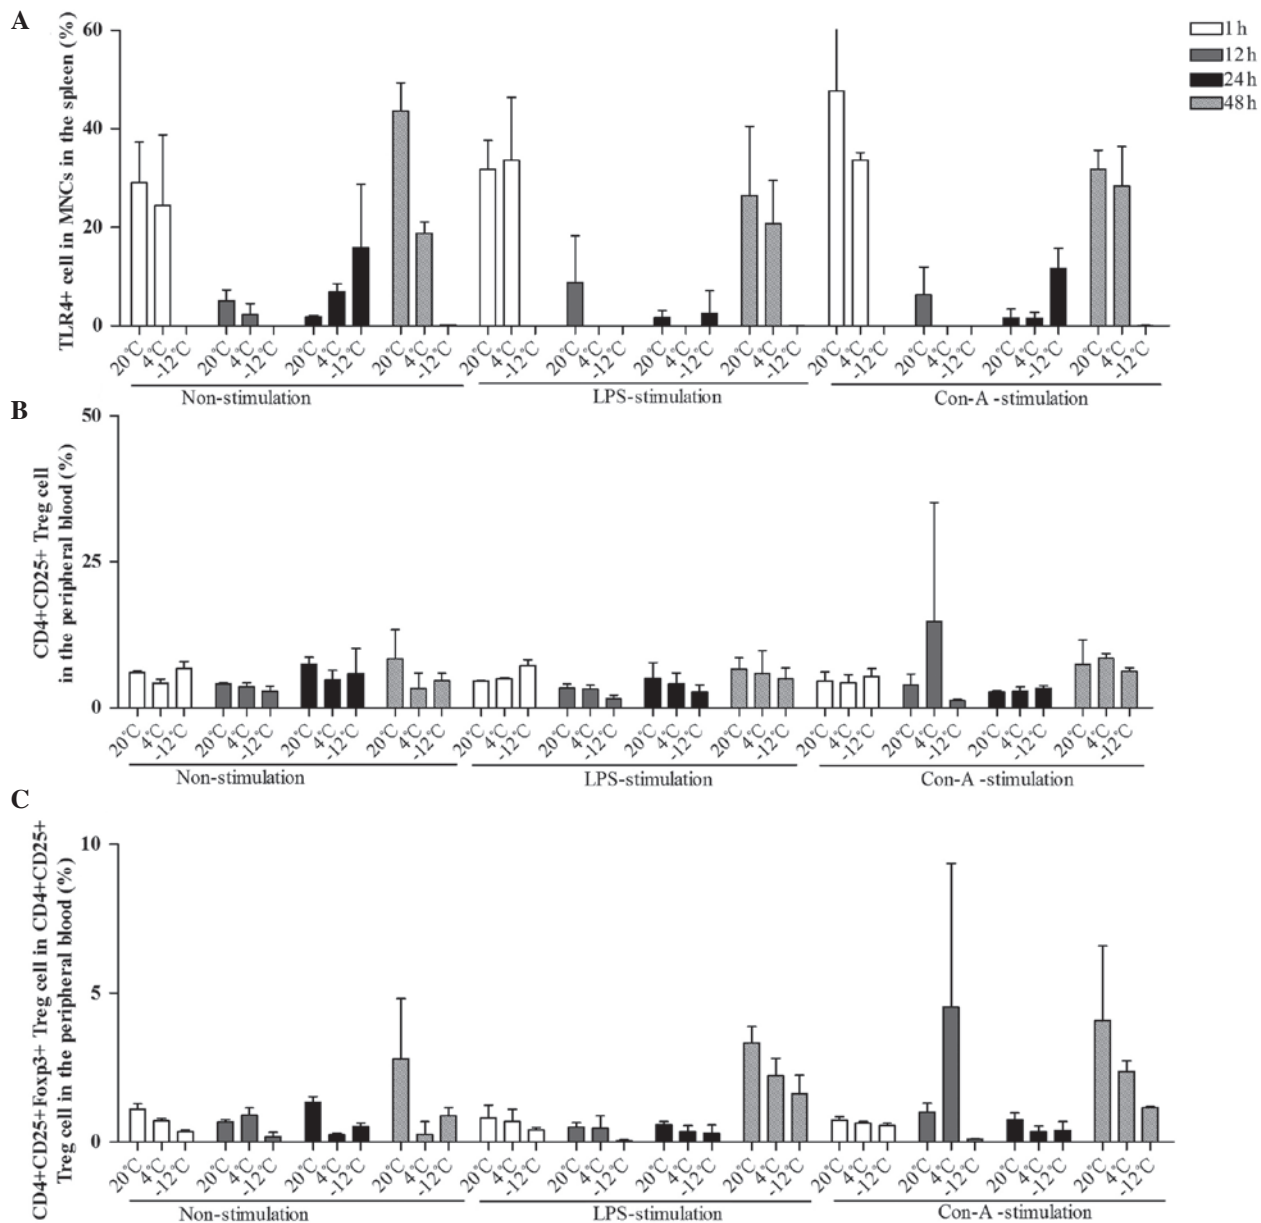 A
TLR4+ cell in MNCs in the spleen (%)
60
40
20
0
1 h
12 h
24 h
48 h
20°C 4°C -12°C 20°C 4°C -12°C 20°C 4°C -12°C 20°C 4°C -12°C 20°C 4°C -12°C 20°C 4°C -12°C 20°C 4°C -12°C 20°C 4°C -12°C 20°C 4°C -12°C 20°C 4°C -12°C 20°C 4°C -12°C 20°C 4°C -12°C
Non-stimulation LPS-stimulation Con-A -stimulation
B
CD4+CD25+ Treg cell
in the peripheral blood (%)
50
25
0
20°C 4°C -12°C 20°C 4°C -12°C 20°C 4°C -12°C 20°C 4°C -12°C 20°C 4°C -12°C 20°C 4°C -12°C 20°C 4°C -12°C 20°C 4°C -12°C 20°C 4°C -12°C 20°C 4°C -12°C 20°C 4°C -12°C 20°C 4°C -12°C
Non-stimulation LPS-stimulation Con-A -stimulation
C
CD4+CD25+Foxp3+ Treg cell in CD4+CD25+
Treg cell in the peripheral blood (%)
10
5
0
20°C 4°C -12°C 20°C 4°C -12°C 20°C 4°C -12°C 20°C 4°C -12°C 20°C 4°C -12°C 20°C 4°C -12°C 20°C 4°C -12°C 20°C 4°C -12°C 20°C 4°C -12°C 20°C 4°C -12°C 20°C 4°C -12°C 20°C 4°C -12°C
Non-stimulation LPS-stimulation Con-A -stimulation